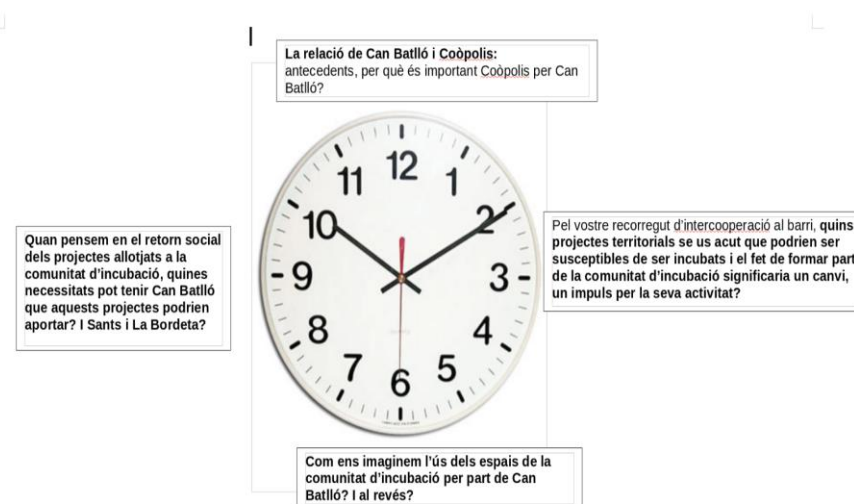 La relació de Can Batlló i Coòpolis:
antecedents, per què és important Coòpolis per Can
Batlló?
12
11
1
10
2
9
3
8
4
7
5
6
Quan pensem en el retorn social
dels projectes allotjats a la
comunitat d'incubació, quines
necessitats pot tenir Can Batlló
que aquests projectes podrien
aportar? I Sants i La Bordeta?
Pel vostre recorregut d'intercooperació al barri, quins
projectes territorials se us acut que podrien ser
susceptibles de ser incubats i el fet de formar part
de la comunitat d'incubació significaria un canvi,
un impuls per la seva activitat?
Com ens imaginem l'ús dels espais de la
comunitat d'incubació per part de Can
Batlló? I al revés?